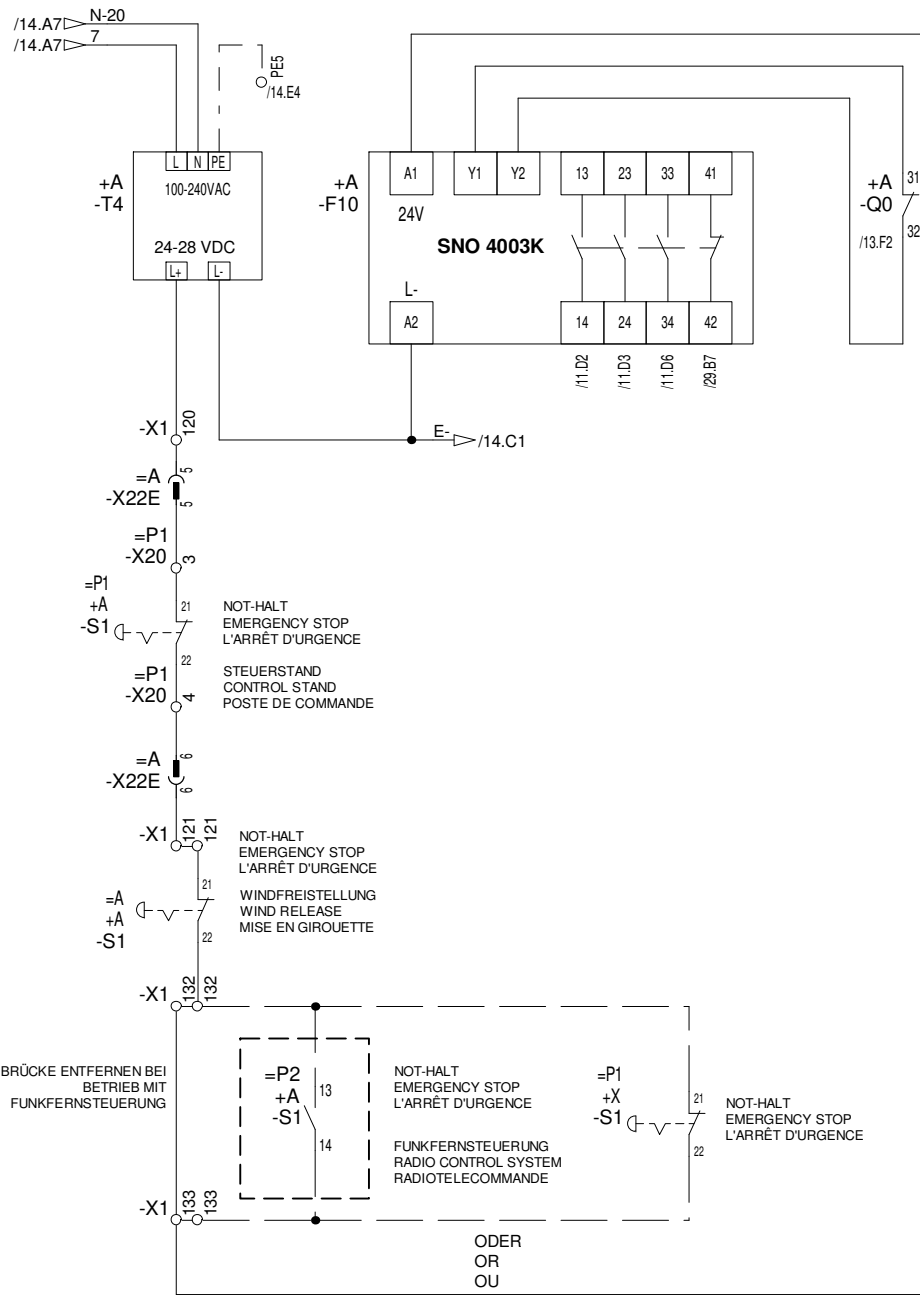 /14.A7 N-20
/14.A7 7
PE5
/14.E4
+A
-T4
L N PE
100-240VAC
24-28 VDC
L+ L-
+A
-F10
A1 Y1 Y2 13 23 33 41
24V
SNO 4003K
L-
A2 14 24 34 42
/11.D2 /11.D3 /11.D6 /29.B7
+A
-Q0
/13.F2
31
32
E- /14.C1
-X1 120
=A
-X22E
5
5
=P1
-X20 3
=P1
+A
-S1
21
22
NOT-HALT
EMERGENCY STOP
L'ARRÊT D'URGENCE
STEUERSTAND
CONTROL STAND
POSTE DE COMMANDE
=P1
-X20 4
=A
-X22E
6
6
-X1 121 121
NOT-HALT
EMERGENCY STOP
L'ARRÊT D'URGENCE
=A
+A
-S1
21
22
WINDFREISTELLUNG
WIND RELEASE
MISE EN GIROUETTE
-X1 132 132
BRÜCKE ENTFERNEN BEI
BETRIEB MIT
FUNKFERNSTEUERUNG
=P2
+A
-S1
13
14
NOT-HALT
EMERGENCY STOP
L'ARRÊT D'URGENCE
FUNKFERNSTEUERUNG
RADIO CONTROL SYSTEM
RADIOTELECOMMANDE
=P1
+X
-S1
21
22
NOT-HALT
EMERGENCY STOP
L'ARRÊT D'URGENCE
-X1 133 133
ODER
OR
OU